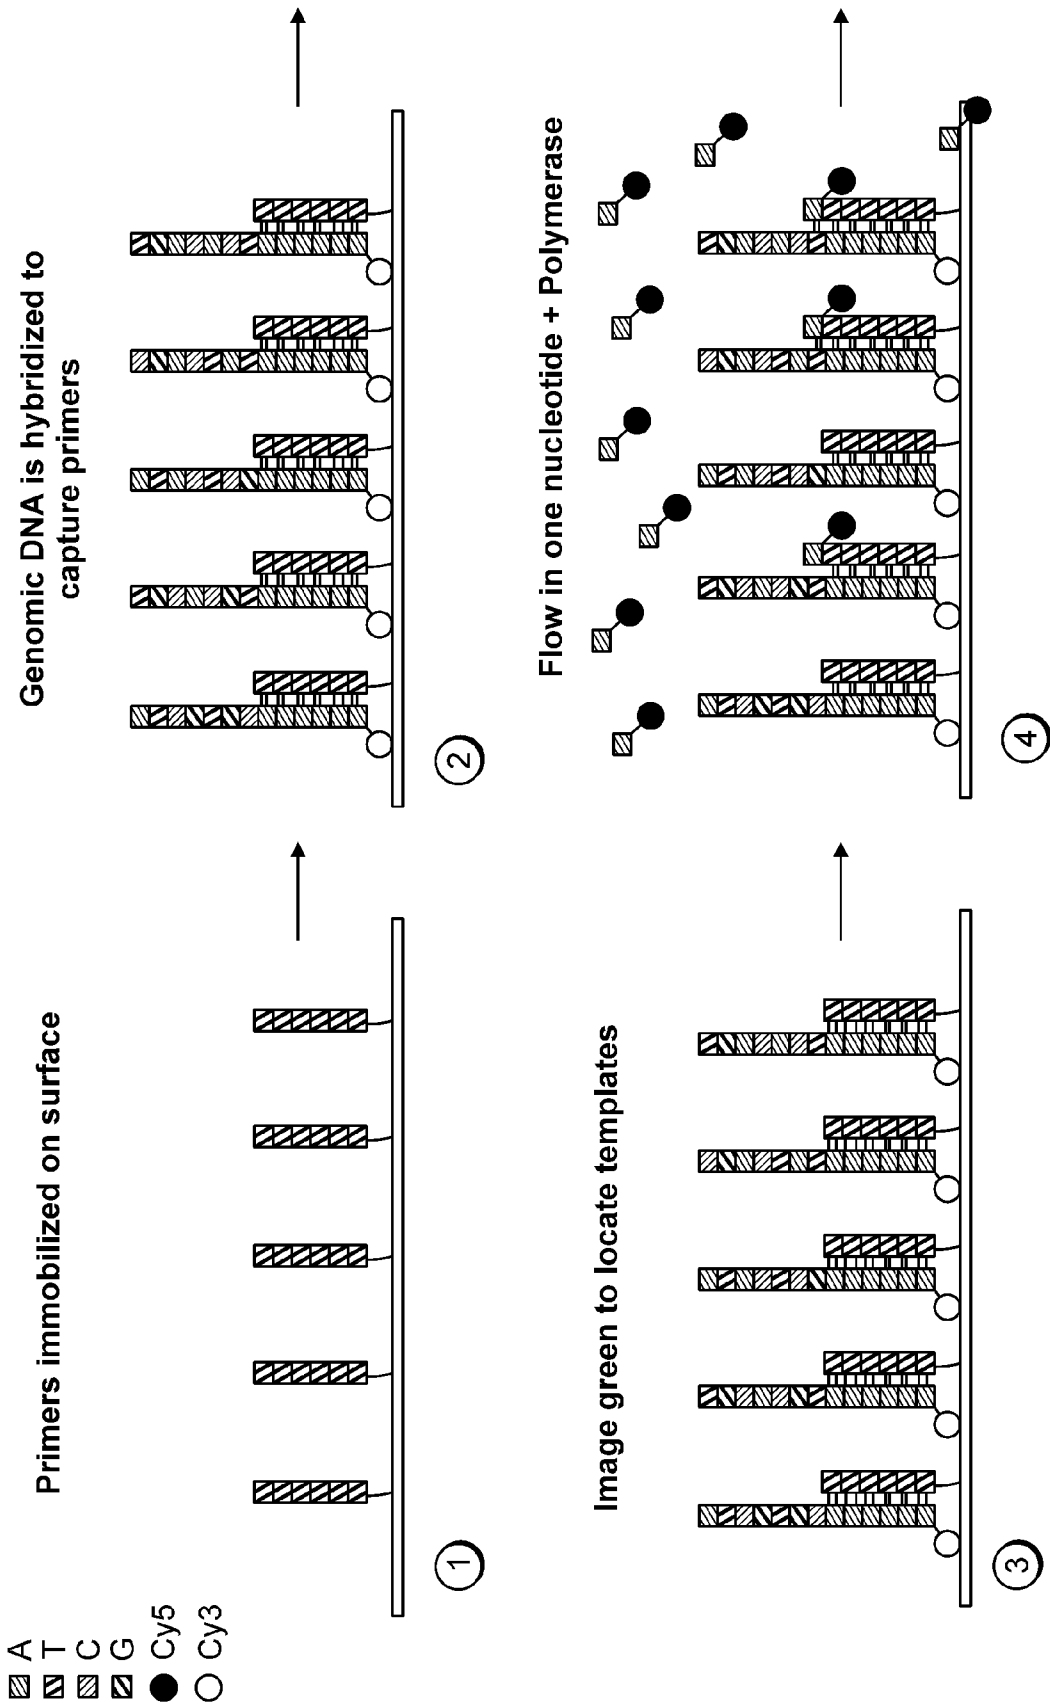 A
T
C
G
Cy5
Cy3
Primers immobilized on surface
1
Genomic DNA is hybridized to
capture primers
2
Image green to locate templates
3
Flow in one nucleotide + Polymerase
4